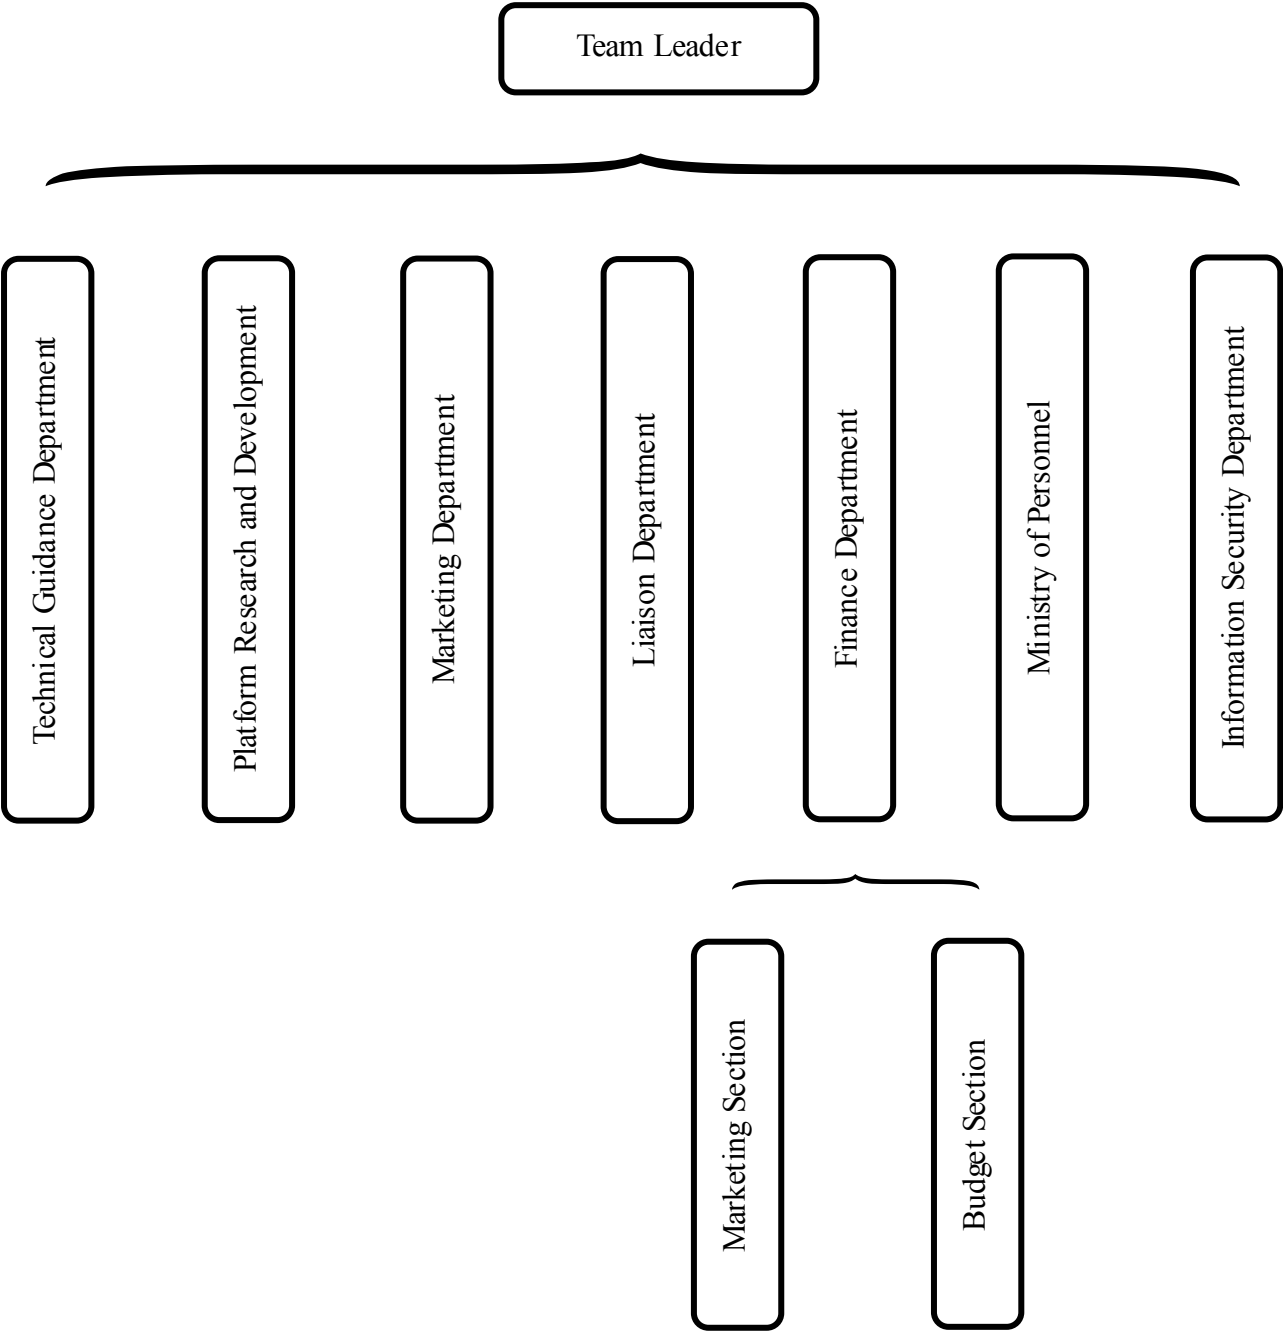 Team Leader
Technical Guidance Department
Platform Research and Development
Marketing Department
Liaison Department
Finance Department
Ministry of Personnel
Information Security Department
Marketing Section
Budget Section